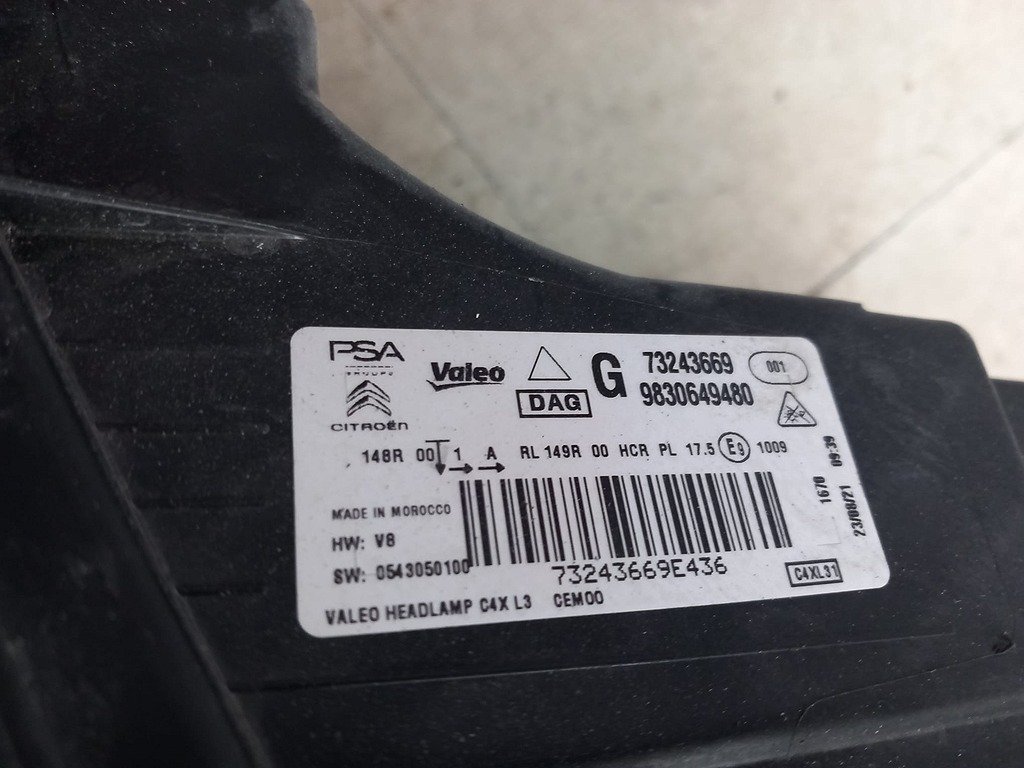 PSA
GROUPE
CITROËN
Valeo
DAG
G
73243669
9830649480
001
148R 00 1 A RL 149R 00 HCR PL 17.5 E9 1009
MADE IN MOROCCO
HW: V8
SW: 0543050100
73243669E436
VALEO HEADLAMP C4X L3 CEM00
C4XL31
1670 09:39
23/08/21